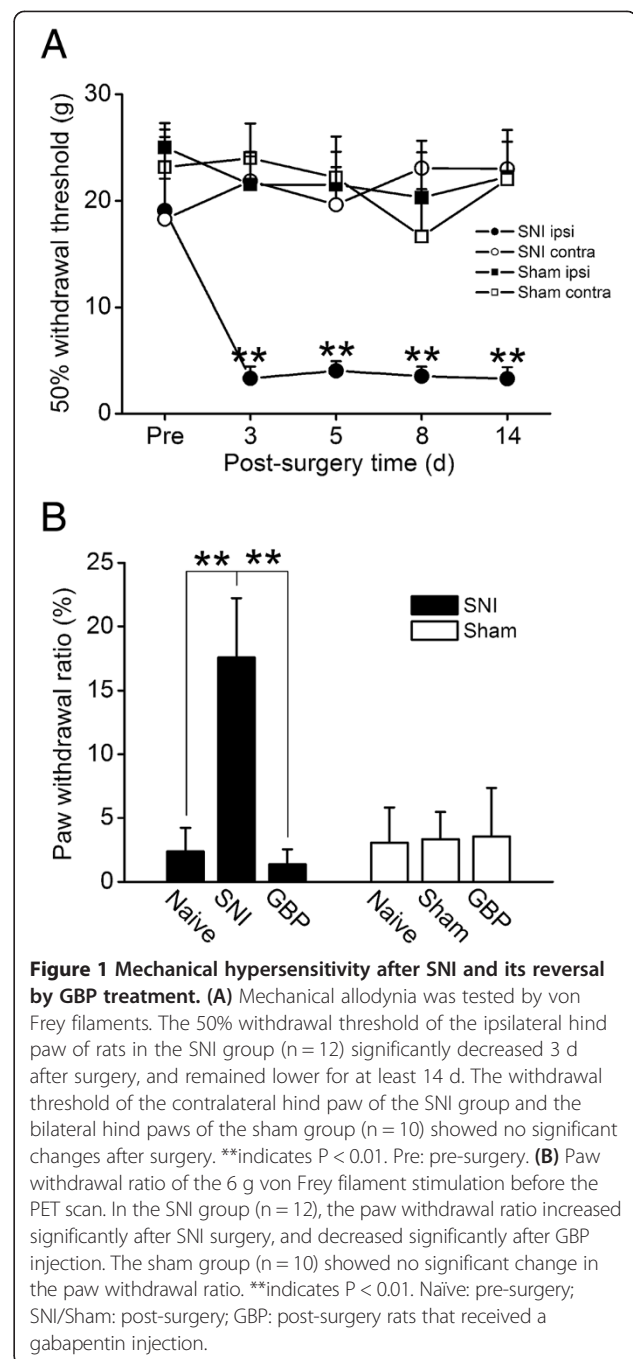 A
30
20
10
0
50% withdrawal threshold (g)
SNI ipsi
SNI contra
Sham ipsi
Sham contra
** ** ** **
Pre 3 5 8 14
Post-surgery time (d)
B
25
20
15
10
5
0
Paw withdrawal ratio (%)
** **
SNI
Sham
Naive SNI GBP Naive Sham GBP
Figure 1 Mechanical hypersensitivity after SNI and its reversal
by GBP treatment. (A) Mechanical allodynia was tested by von
Frey filaments. The 50% withdrawal threshold of the ipsilateral hind
paw of rats in the SNI group (n = 12) significantly decreased 3 d
after surgery, and remained lower for at least 14 d. The withdrawal
threshold of the contralateral hind paw of the SNI group and the
bilateral hind paws of the sham group (n = 10) showed no significant
changes after surgery. **indicates P < 0.01. Pre: pre-surgery. (B) Paw
withdrawal ratio of the 6 g von Frey filament stimulation before the
PET scan. In the SNI group (n = 12), the paw withdrawal ratio increased
significantly after SNI surgery, and decreased significantly after GBP
injection. The sham group (n = 10) showed no significant change in
the paw withdrawal ratio. **indicates P < 0.01. Naïve: pre-surgery;
SNI/Sham: post-surgery; GBP: post-surgery rats that received a
gabapentin injection.